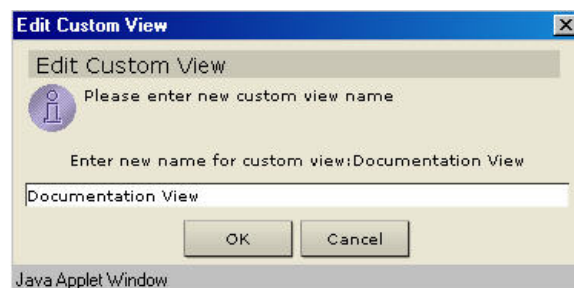 Edit Custom View
Edit Custom View
Please enter new custom view name
Enter new name for custom view:Documentation View
Documentation View
OK Cancel
Java Applet Window